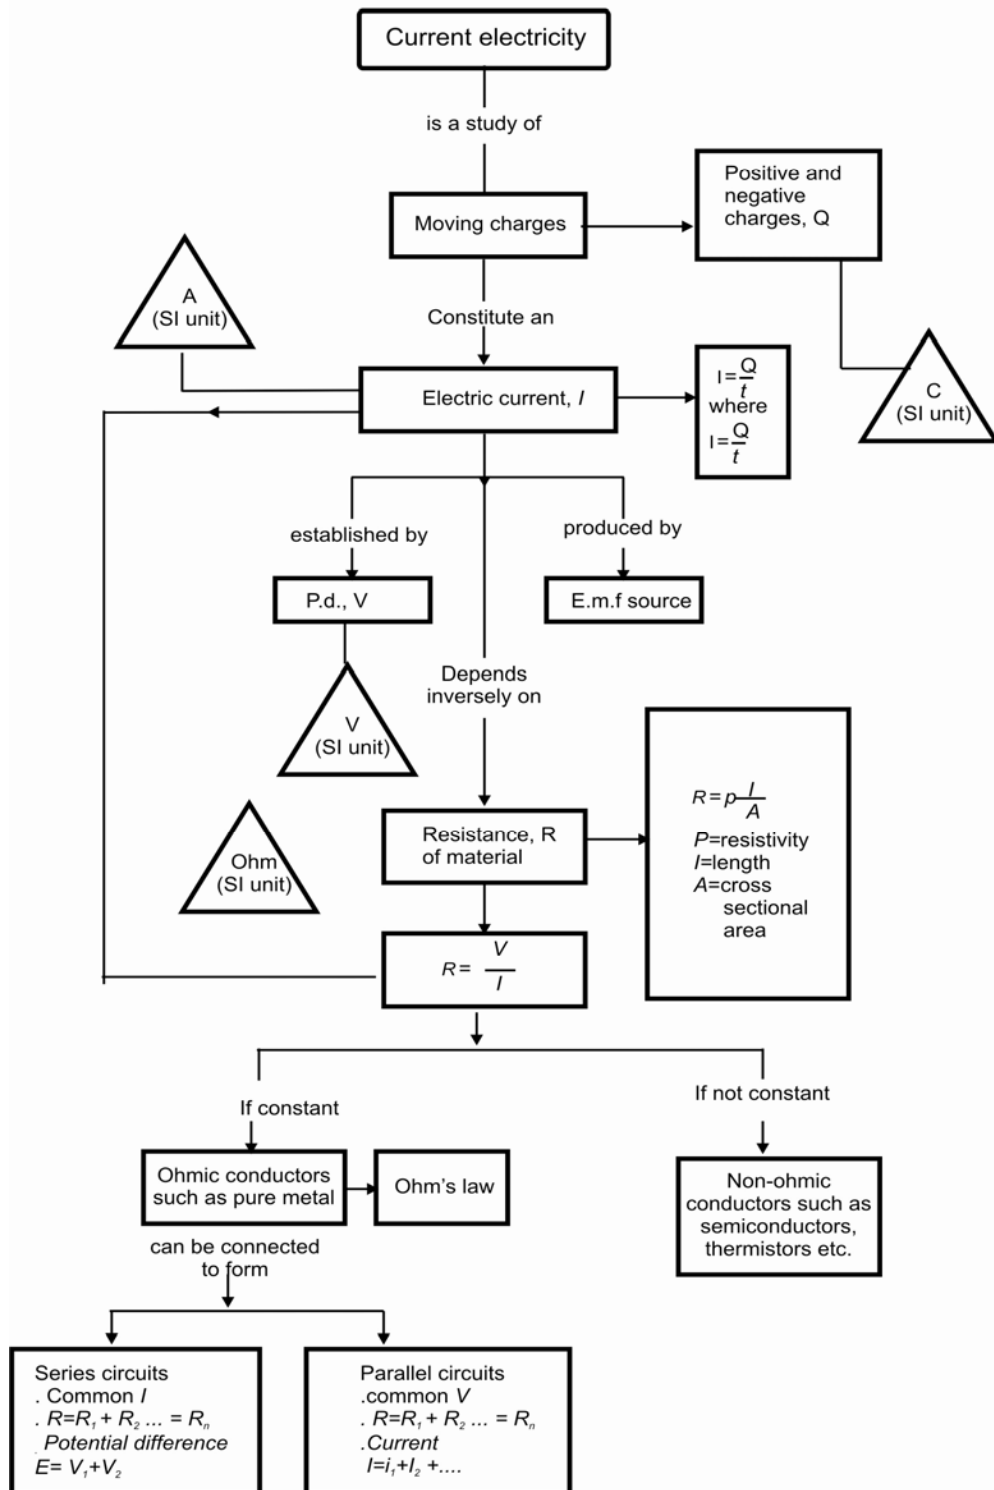 Current electricity
is a study of
Moving charges
Positive and
negative
charges, Q
A
(SI unit)
Constitute an
Electric current, I
I=Q/t
where
I=Q/t
C
(SI unit)
established by
produced by
P.d., V
E.m.f source
V
(SI unit)
Depends
inversely on
Ohm
(SI unit)
Resistance, R
of material
R=p I/A
P=resistivity
I=length
A=cross
sectional
area
R= V/I
If constant
If not constant
Ohmic conductors
such as pure metal
Ohm's law
Non-ohmic
conductors such as
semiconductors,
thermistors etc.
can be connected
to form
Series circuits
. Common I
. R=R₁ + R₂ ... = Rₙ
. Potential difference
E= V₁+V₂
Parallel circuits
.common V
. R=R₁ + R₂ ... = Rₙ
.Current
I=i₁+I₂ +....